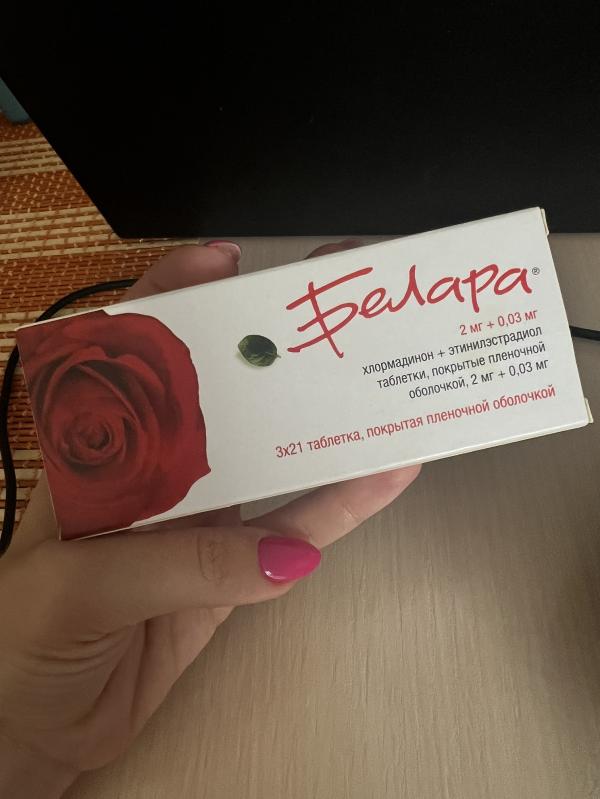 Белара®
2 мг + 0,03 мг
хлормадинон + этинилэстрадиол
таблетки, покрытые пленочной
оболочкой, 2 мг + 0,03 мг
3x21 таблетка, покрытая пленочной оболочкой